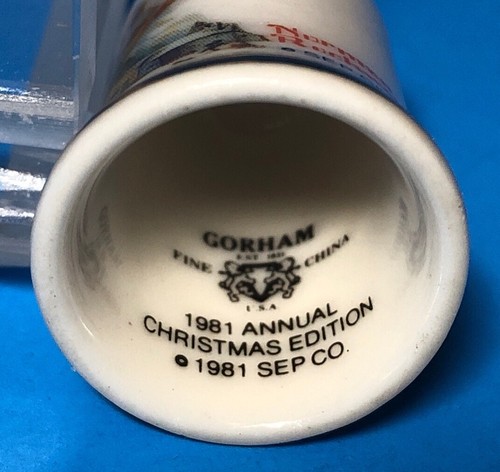 GORHAM
EST 1831
FINE CHINA
U.S.A
1981 ANNUAL
CHRISTMAS EDITION
© 1981 SEP CO.